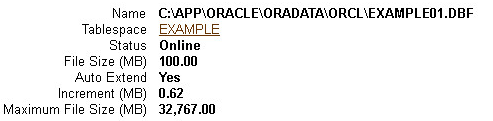 Name C:\APP\ORACLE\ORADATA\ORCL\EXAMPLE01.DBF
Tablespace EXAMPLE
Status Online
File Size (MB) 100.00
Auto Extend Yes
Increment (MB) 0.62
Maximum File Size (MB) 32,767.00